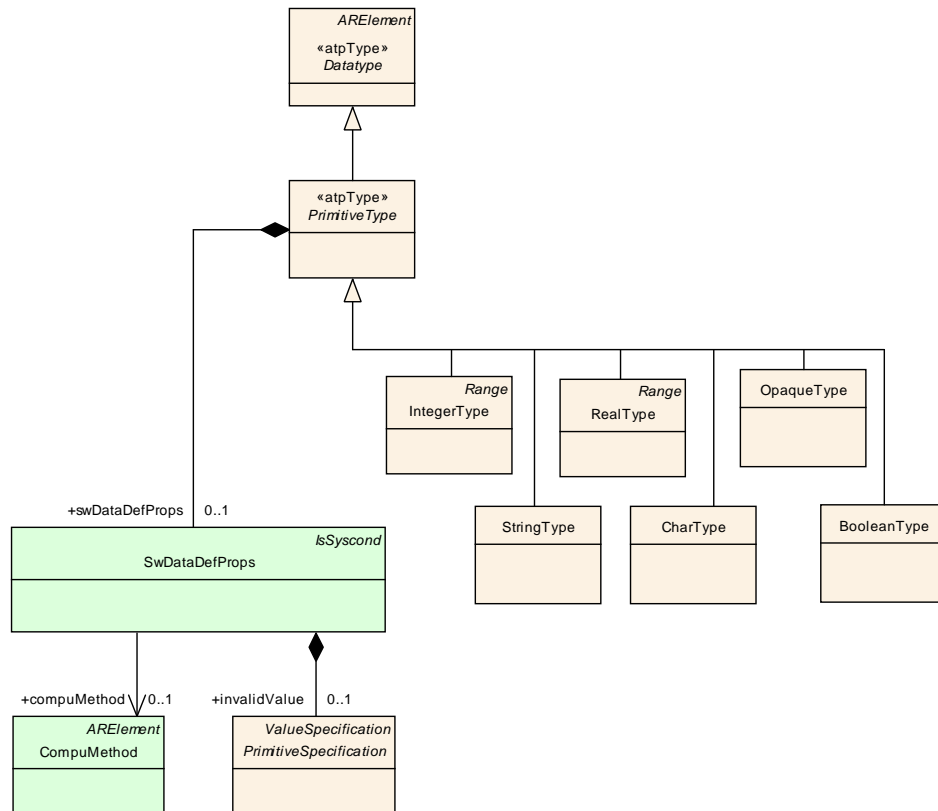 ARElement
«atpType»
Datatype
«atpType»
PrimitiveType
Range
IntegerType
Range
RealType
OpaqueType
StringType
CharType
BooleanType
+swDataDefProps 0..1
IsSyscond
SwDataDefProps
+compuMethod 0..1
+invalidValue 0..1
ARElement
CompuMethod
ValueSpecification
PrimitiveSpecification